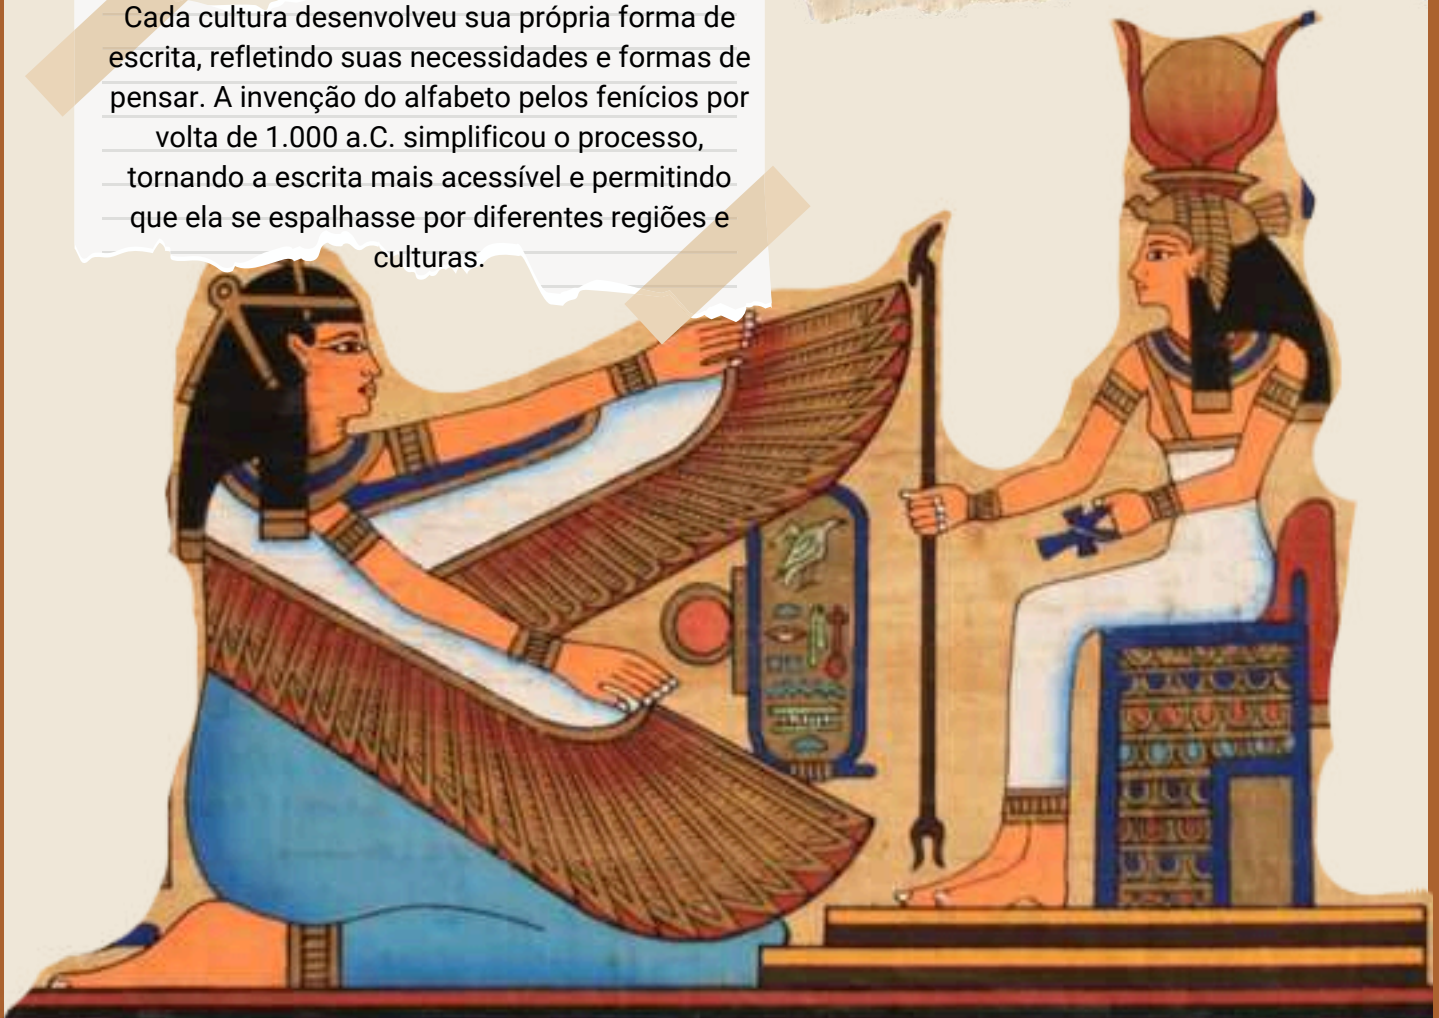 Cada cultura desenvolveu sua própria forma de
escrita, refletindo suas necessidades e formas de
pensar. A invenção do alfabeto pelos fenícios por
volta de 1.000 a.C. simplificou o processo,
tornando a escrita mais acessível e permitindo
que ela se espalhasse por diferentes regiões e
culturas.